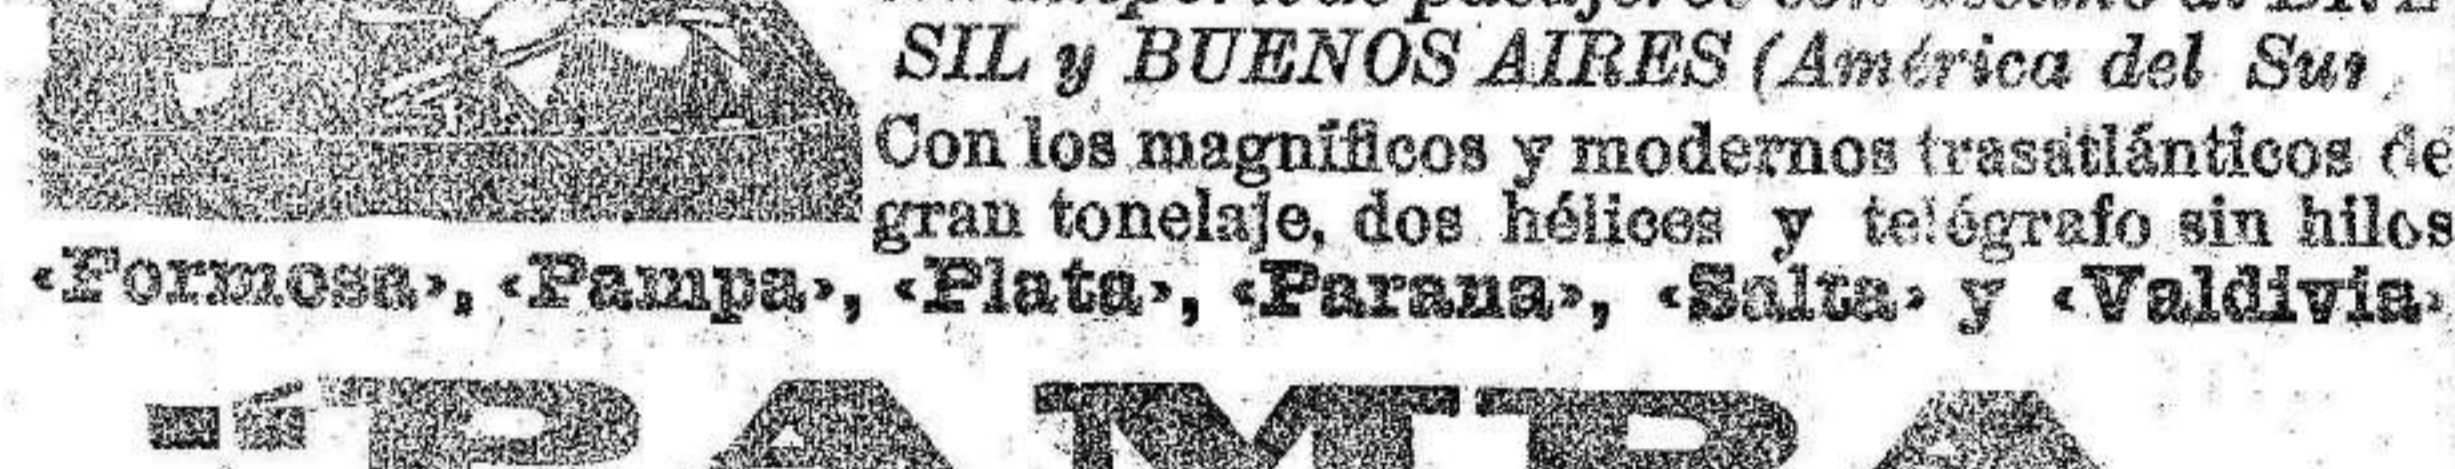 SIL y BUENOS AIRES (América del Sur
Con los magníficos y modernos trasatlánticos de
gran tonelaje, dos hélices y telégrafo sin hilos
«Formosa», «Pampa», «Plata», «Parana», «Salta» y «Valdivia»
"PAMPA